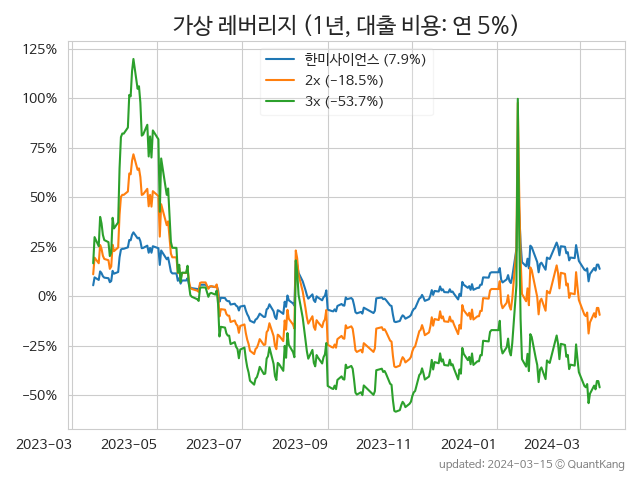 가상 레버리지 (1년, 대출 비용: 연 5%)
한미사이언스 (7.9%)
2x (−18.5%)
3x (−53.7%)
125%
100%
75%
50%
25%
0%
−25%
−50%
2023-03 2023-05 2023-07 2023-09 2023-11 2024-01 2024-03
updated: 2024-03-15 © QuantKang